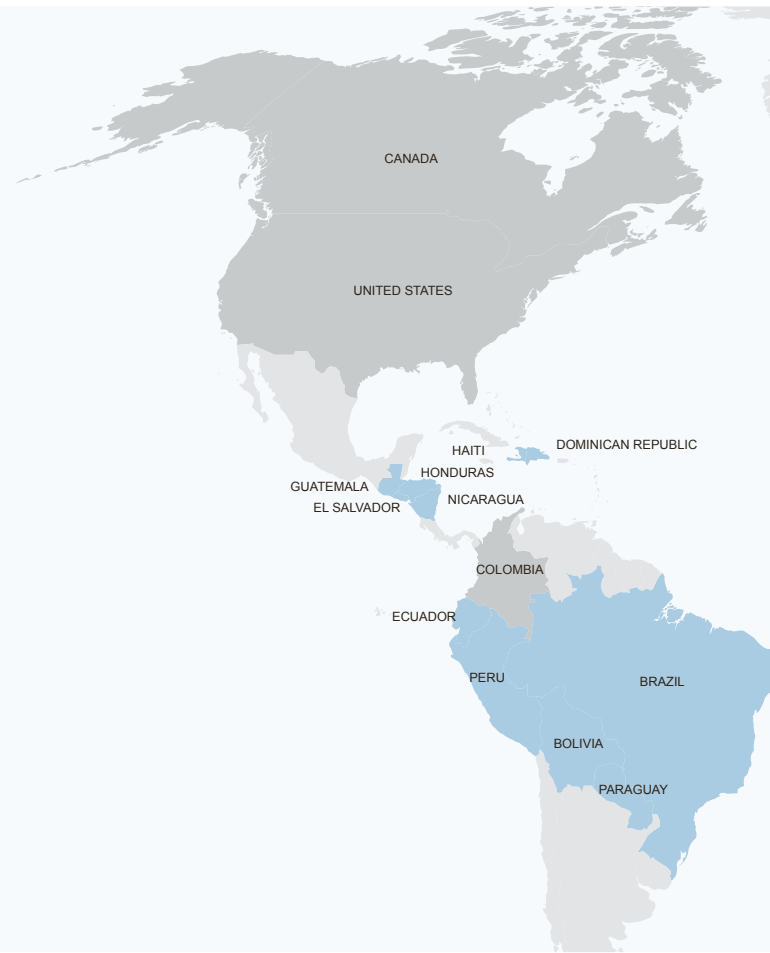 CANADA
UNITED STATES
DOMINICAN REPUBLIC
HAITI
HONDURAS
GUATEMALA
NICARAGUA
EL SALVADOR
COLOMBIA
ECUADOR
PERU
BRAZIL
BOLIVIA
PARAGUAY